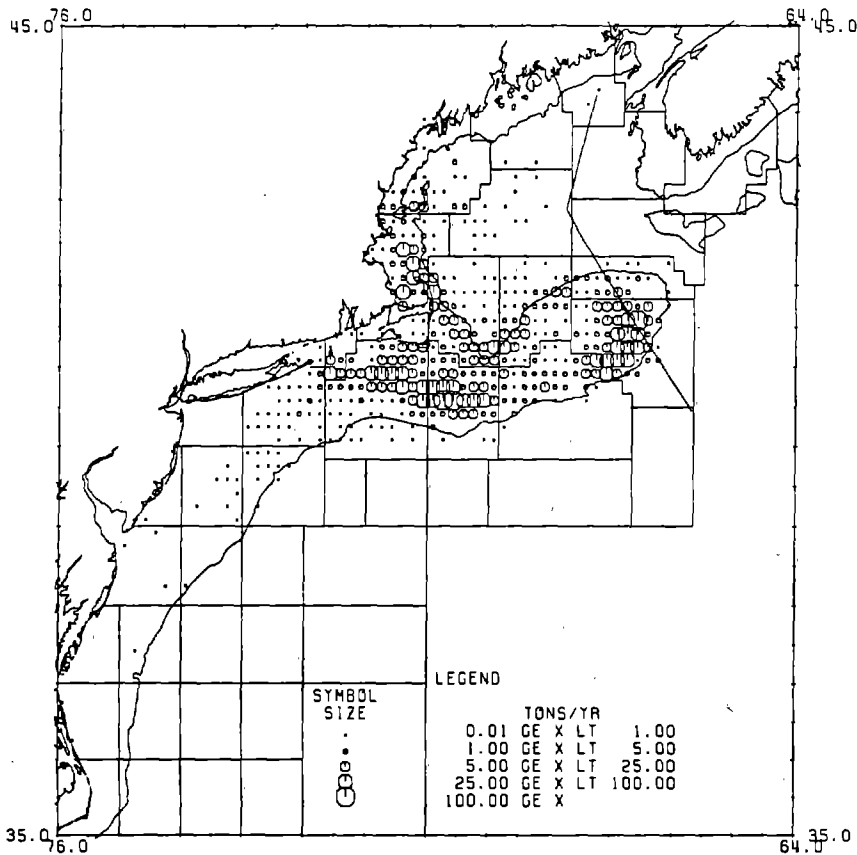 76.0 64.0
45.0 45.0
LEGEND
SYMBOL
SIZE
TONS/YR
0.01 GE X LT 1.00
1.00 GE X LT 5.00
5.00 GE X LT 25.00
25.00 GE X LT 100.00
100.00 GE X
35.0 35.0
76.0 64.0